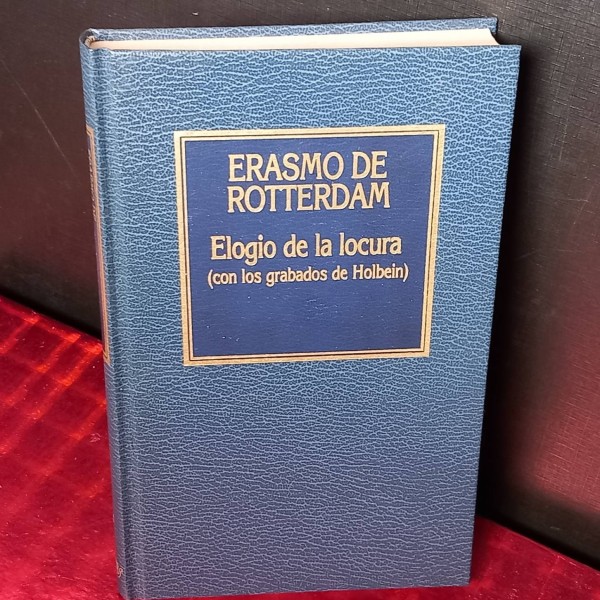 ERASMO DE
ROTTERDAM
Elogio de la locura
(con los grabados de Holbein)